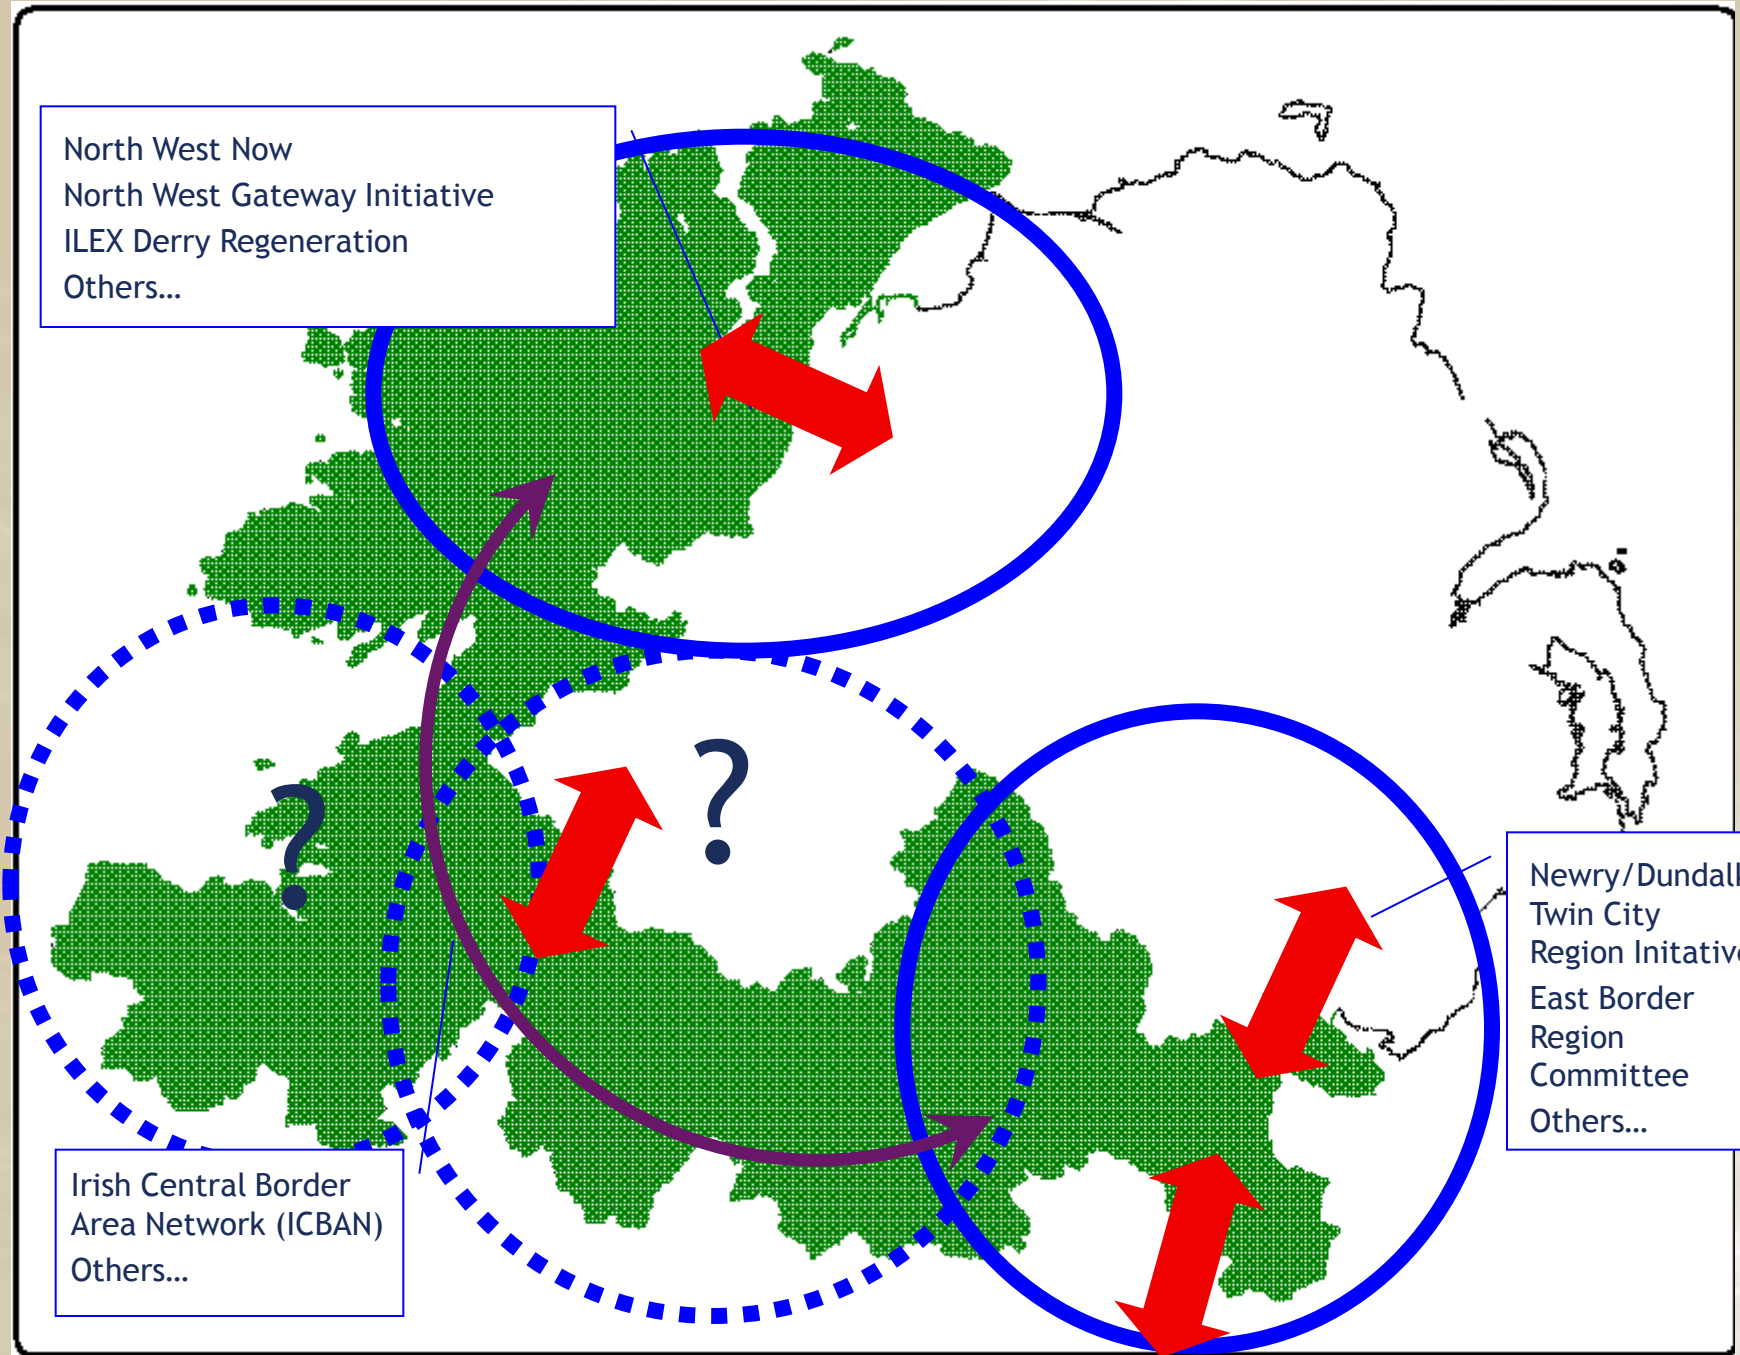 North West Now
North West Gateway Initiative
ILEX Derry Regeneration
Others...
?
?
Newry/Dundalk
Twin City
Region Initative
East Border
Region
Committee
Others...
Irish Central Border
Area Network (ICBAN)
Others...